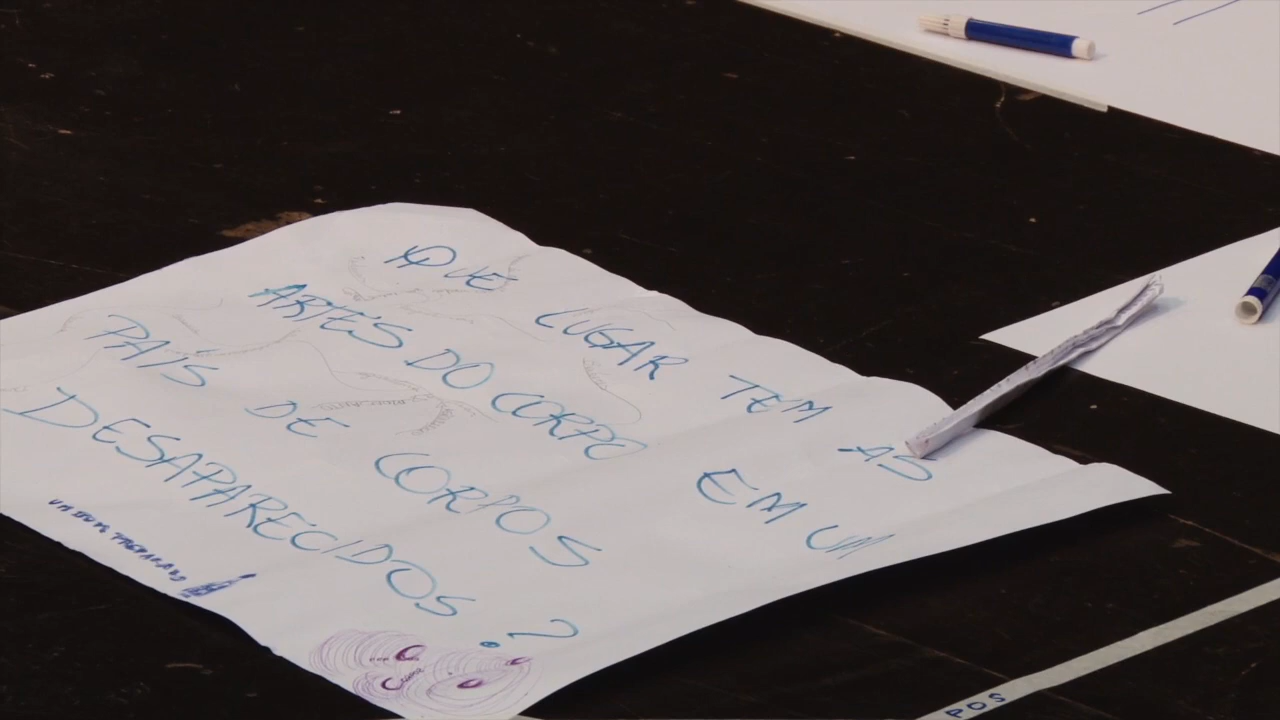 QUE LUGAR TEM AS
ARTES DO CORPO EM UM
PAÍS DE CORPOS
DESAPARECIDOS?
POS